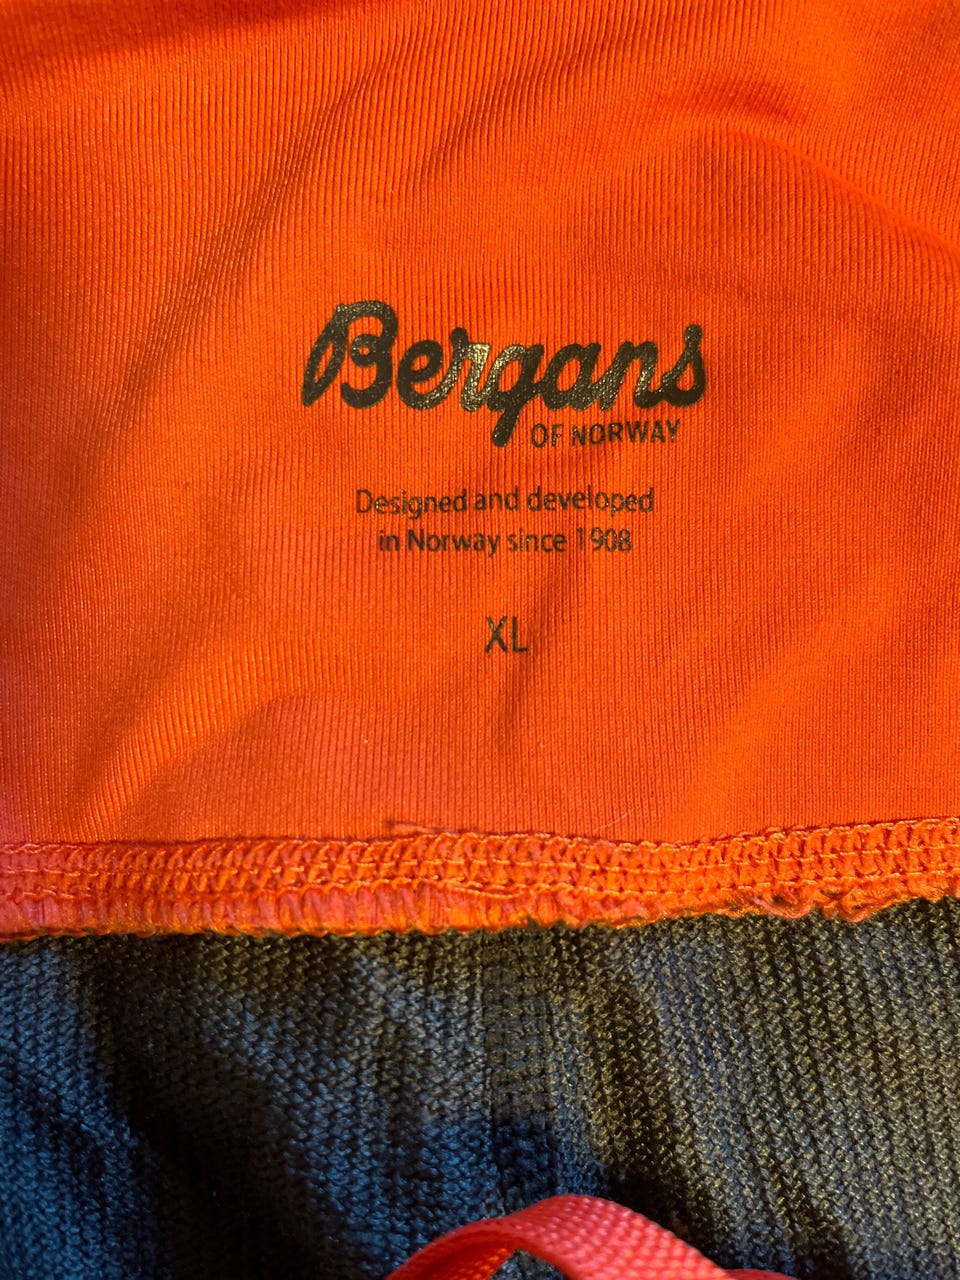 Bergans
OF NORWAY
Designed and developed
in Norway since 1908
XL